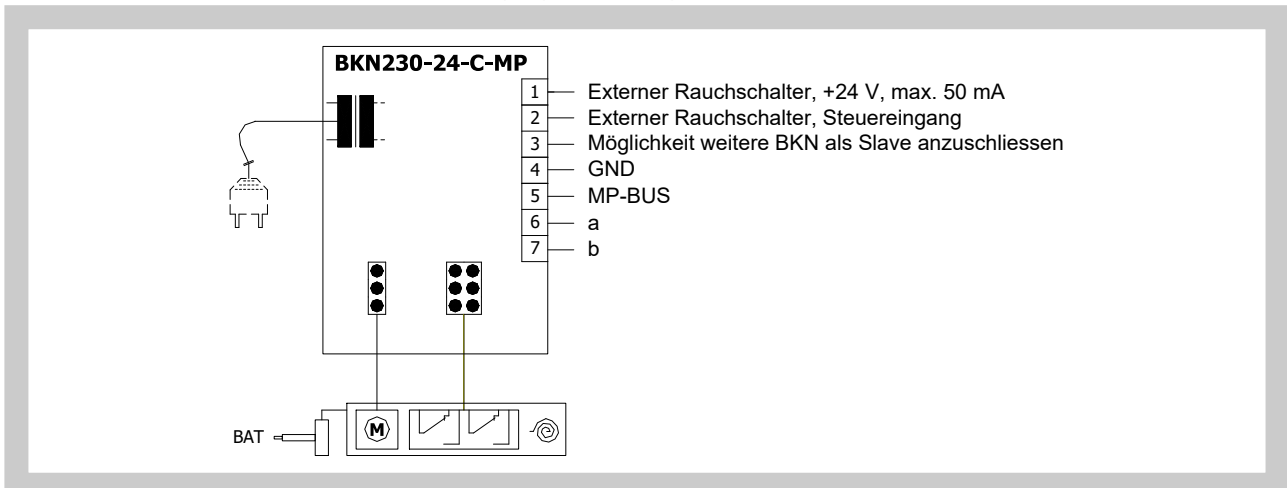 BKN230-24-C-MP
1 Externer Rauchschalter, +24 V, max. 50 mA
2 Externer Rauchschalter, Steuereingang
3 Möglichkeit weitere BKN als Slave anzuschliessen
4 GND
5 MP-BUS
6 a
7 b
BAT
M